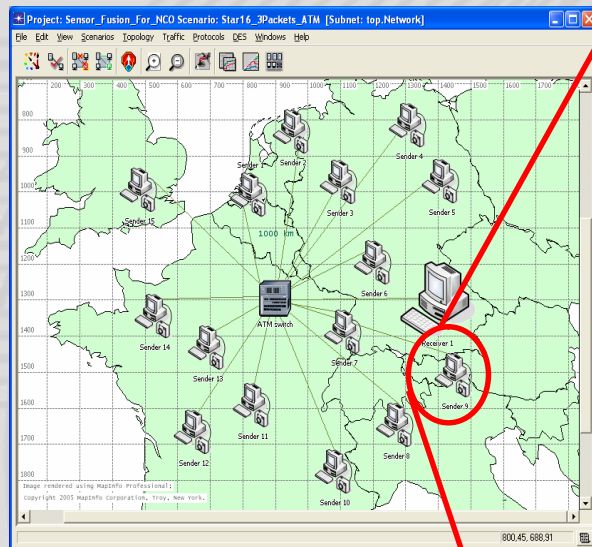 Project: Sensor_Fusion_For_NCO Scenario: Star16_3Packets_ATM [Subnet: top.Network]
File Edit View Scenarios Topology Traffic Protocols DES Windows Help
200 300 400 500 600 700 800 900 1000 1100 1200 1300 1400 1500 1600 1700
800
900
1000
1100
1200
1300
1400
1500
1600
1700
1800
Sender 1
Sender 2
Sender 4
Sender 3
Sender 5
Sender 15
1000 km
Sender 6
ATM switch
Sender 14
Receiver 1
Sender 13
Sender 7
Sender 9
Sender 11
Sender 12
Sender 8
Sender 10
Image rendered using MapInfo Professional;
Copyright 2005 MapInfo Corporation, Troy, New York.
800,45, 688,91